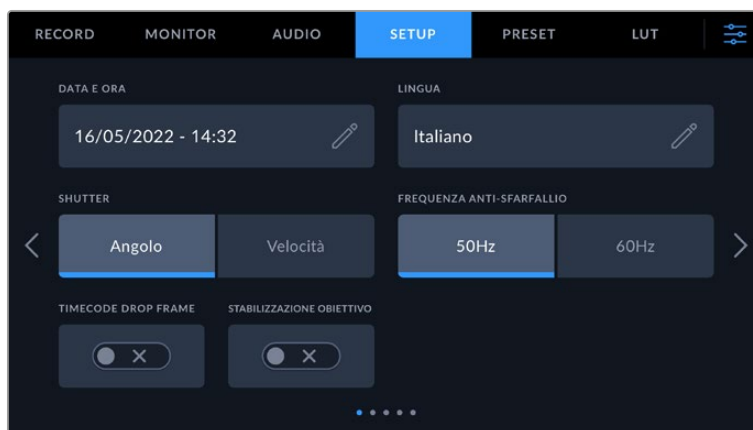 RECORD MONITOR AUDIO SETUP PRESET LUT
DATA E ORA LINGUA
16/05/2022 - 14:32 Italiano
SHUTTER FREQUENZA ANTI-SFARFALLIO
Angolo Velocità 50Hz 60Hz
TIMECODE DROP FRAME STABILIZZAZIONE OBIETTIVO